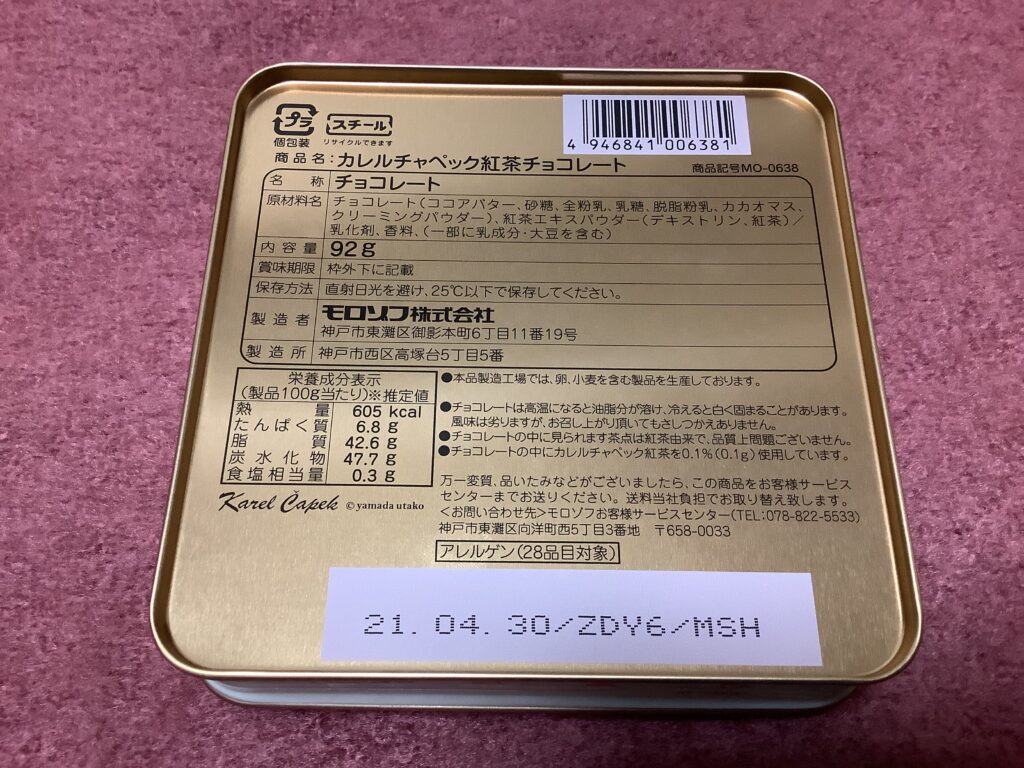 プラ
個包装
スチール
リサイクルできます
4 946841 006381
商品名：カレルチャペック紅茶チョコレート
商品記号MO-0638
名称 チョコレート
原材料名 チョコレート（ココアバター、砂糖、全粉乳、乳糖、脱脂粉乳、カカオマス、
クリーミングパウダー）、紅茶エキスパウダー（デキストリン、紅茶）／
乳化剤、香料、（一部に乳成分・大豆を含む）
内容量 92g
賞味期限 枠外下に記載
保存方法 直射日光を避け、25℃以下で保存してください。
製造者 モロゾフ株式会社
神戸市東灘区御影本町6丁目11番19号
製造所 神戸市西区高塚台5丁目5番
栄養成分表示
（製品100g当たり）※推定値
熱量 605 kcal
たんぱく質 6.8 g
脂質 42.6 g
炭水化物 47.7 g
食塩相当量 0.3 g
Karel Čapek ©yamada utako
●本品製造工場では、卵、小麦を含む製品を生産しております。
●チョコレートは高温になると油脂分が溶け、冷えると白く固まることがあります。
風味は劣りますが、お召し上がり頂いてもさしつかえありません。
●チョコレートの中に見られます茶点は紅茶由来で、品質上問題ございません。
●チョコレートの中にカレルチャペック紅茶を0.1%（0.1g）使用しています。
万一変質、品いたみなどがございましたら、この商品をお客様サービス
センターまでお送りください。送料当社負担でお取り替え致します。
＜お問い合わせ先＞モロゾフお客様サービスセンター（TEL：078-822-5533）
神戸市東灘区向洋町西5丁目3番地 〒658-0033
アレルゲン（28品目対象）
21.04.30/ZDY6/MSH